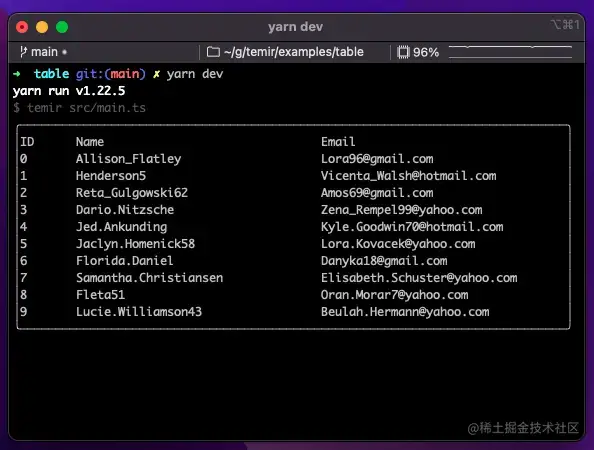 yarn dev
⌥⌘1
main •
~/g/temir/examples/table
96%
➜ table git:(main) ✗ yarn dev
yarn run v1.22.5
$ temir src/main.ts
ID Name Email
0 Allison_Flatley Lora96@gmail.com
1 Henderson5 Vicenta_Walsh@hotmail.com
2 Reta_Gulgowski62 Amos69@gmail.com
3 Dario.Nitzsche Zena_Rempel99@yahoo.com
4 Jed.Ankunding Kyle.Goodwin70@hotmail.com
5 Jaclyn.Homenick58 Lora.Kovacek@yahoo.com
6 Florida.Daniel Danyka18@gmail.com
7 Samantha.Christiansen Elisabeth.Schuster@yahoo.com
8 Fleta51 Oran.Morar7@yahoo.com
9 Lucie.Williamson43 Beulah.Hermann@yahoo.com
@稀土掘金技术社区